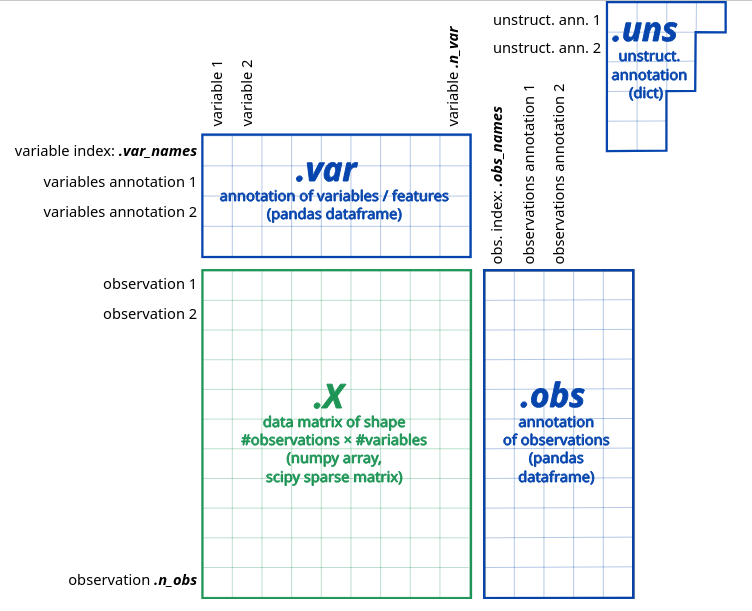 unstruct. ann. 1
unstruct. ann. 2
.uns
unstruct.
annotation
(dict)
variable 1
variable 2
variable .n_var
obs. index: .obs_names
observations annotation 1
observations annotation 2
variable index: .var_names
variables annotation 1
variables annotation 2
.var
annotation of variables / features
(pandas dataframe)
observation 1
observation 2
observation .n_obs
.X
data matrix of shape
#observations × #variables
(numpy array,
scipy sparse matrix)
.obs
annotation
of observations
(pandas
dataframe)